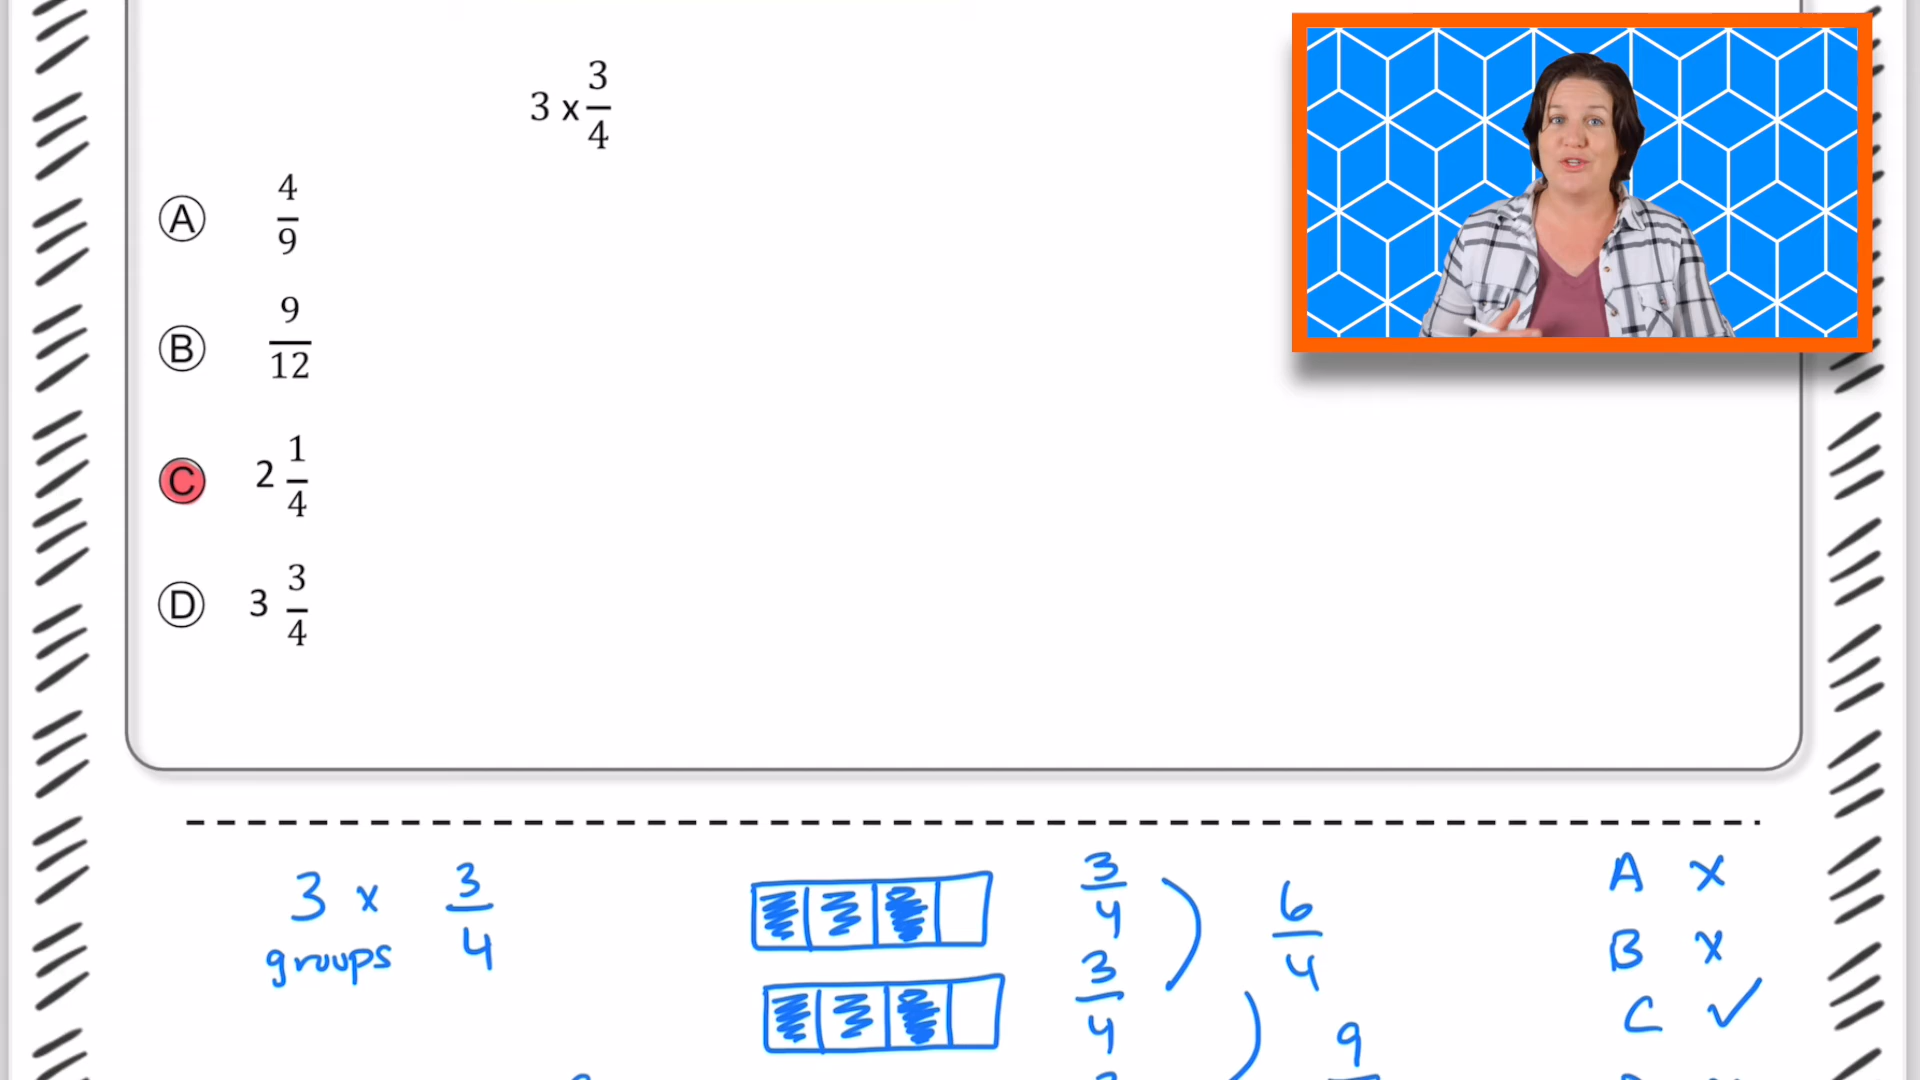 3 x 3/4
A 4/9
B 9/12
C 2 1/4
D 3 3/4
3 x 3/4
groups
3/4
3/4
6/4
9
A x
B x
C ✓